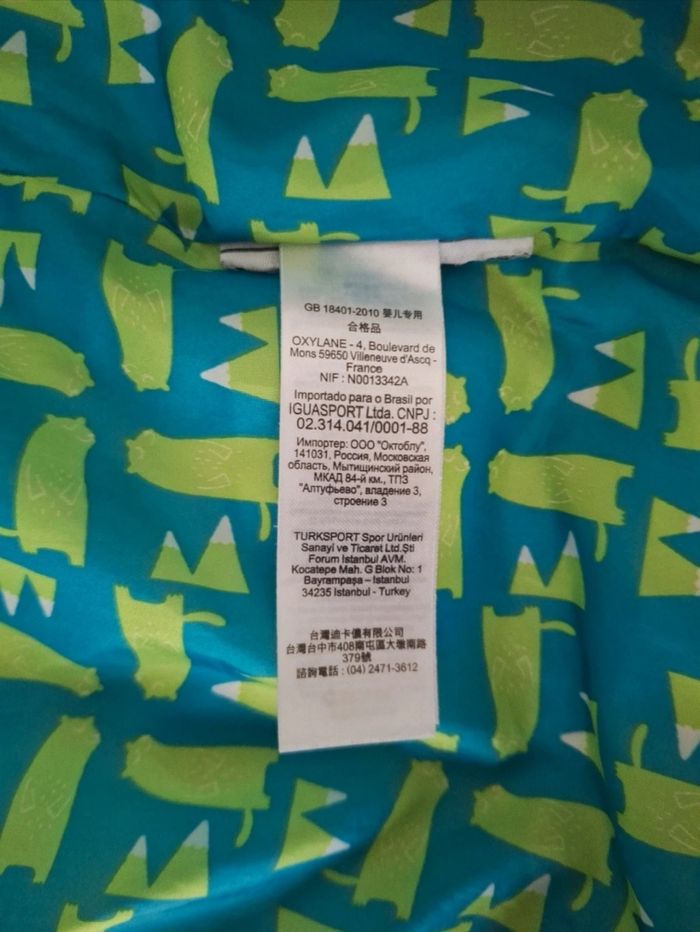 GB 18401-2010 婴儿专用
合格品
OXYLANE - 4, Boulevard de
Mons 59650 Villeneuve d'Ascq -
France
NIF : N0013342A
Importado para o Brasil por
IGUASPORT Ltda. CNPJ :
02.314.041/0001-88
Импортер: ООО "Октоблу",
141031, Россия, Московская
область, Мытищинский район,
МКАД 84-й км., ТПЗ
"Алтуфьево", владение 3,
строение 3
TURKSPORT Spor Urünleri
Sanayi ve Ticaret Ltd.Şti
Forum Istanbul AVM.
Kocatepe Mah. G Blok No: 1
Bayrampaşa – Istanbul
34235 Istanbul - Turkey
台灣迪卡儂有限公司
台灣台中市408南屯區大墩南路
379號
諮詢電話 : (04) 2471-3612